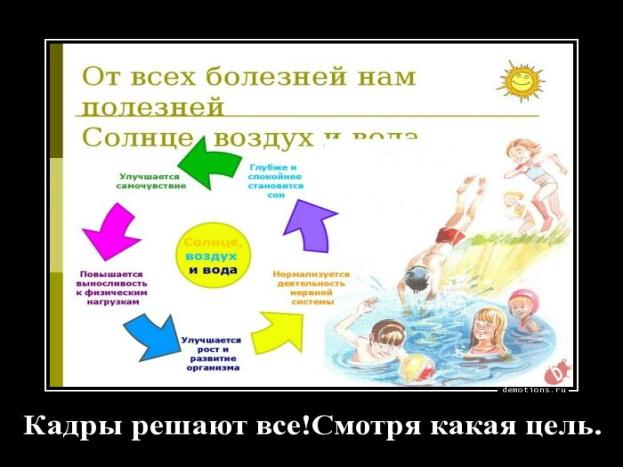 От всех болезней нам
полезней
Солнце, воздух и вода
Улучшается
самочувствие
Глубже и
спокойнее
становится
сон
Солнце,
воздух
и вода
Повышается
выносливость
к физическим
нагрузкам
Нормализуется
деятельность
нервной
системы
Улучшается
рост и
развитие
организма
demotions.ru
Кадры решают все!Смотря какая цель.